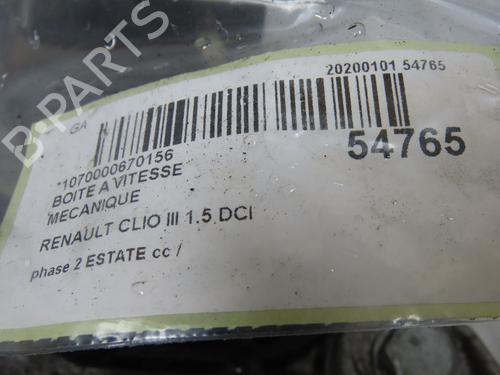 20200101 54765
GA
*1070000670156
54765
BOITE A VITESSE
MECANIQUE
RENAULT CLIO III 1.5 DCI
phase 2 ESTATE cc /
B-PARTS